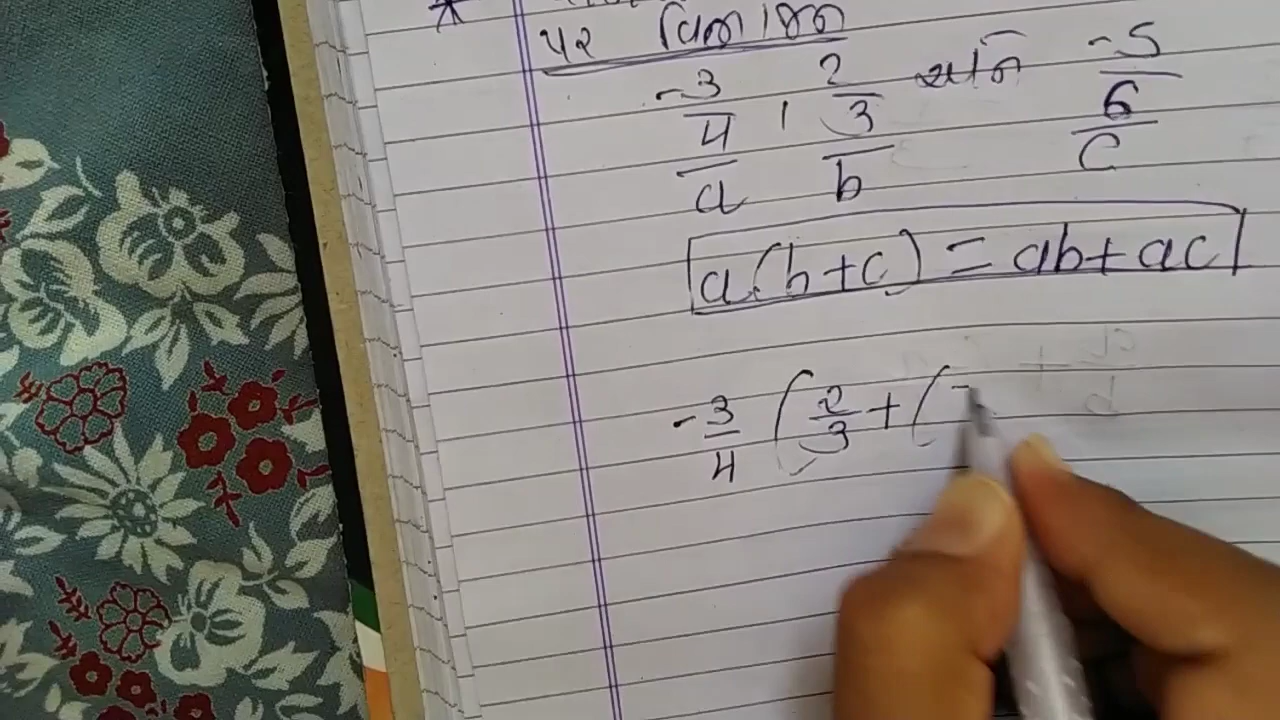 *
પર વિભાજન
-3/4 , 2/3 અને -5/6
a b c
a(b+c) = ab+ac
-3/4 (2/3 + (-